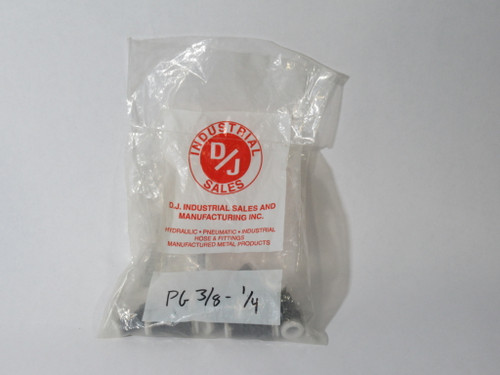 INDUSTRIAL
D/J
SALES
D.J. INDUSTRIAL SALES AND
MANUFACTURING INC.
HYDRAULIC • PNEUMATIC • INDUSTRIAL
HOSE & FITTINGS
MANUFACTURED METAL PRODUCTS
PG 3/8 - 1/4